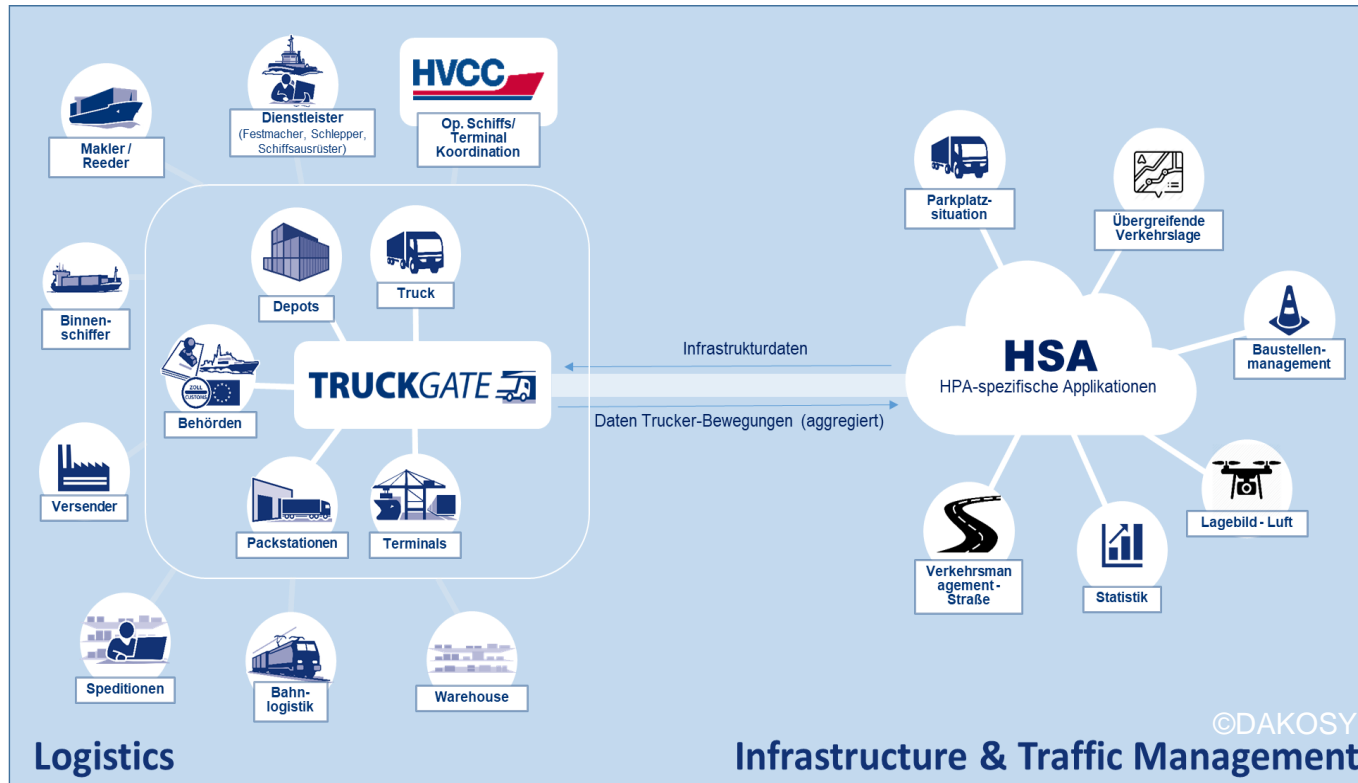 HVCC
Dienstleister
(Festmacher, Schlepper,
Schiffsausrüster)
Op. Schiffs/
Terminal
Koordination
Makler /
Reeder
Parkplatz-
situation
Übergreifende
Verkehrslage
Depots
Truck
Binnen-
schiffer
Infrastrukturdaten
HSA
HPA-spezifische Applikationen
Baustellen-
management
TRUCKGATE
ZOLL
CUSTOMS
Behörden
Daten Trucker-Bewegungen (aggregiert)
Versender
Packstationen
Terminals
Lagebild - Luft
Verkehrsman
agement -
Straße
Statistik
Speditionen
Bahn-
logistik
Warehouse
©DAKOSY
Logistics
Infrastructure & Traffic Management